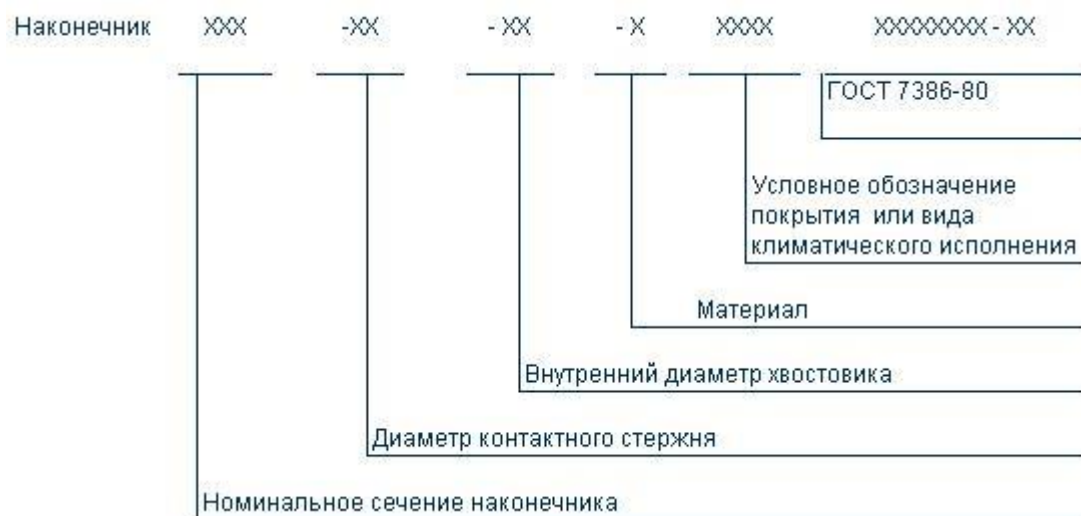 Наконечник XXX -XX - XX - X XXXX XXXXXXXX - XX
ГОСТ 7386-80
Условное обозначение
покрытия или вида
климатического исполнения
Материал
Внутренний диаметр хвостовика
Диаметр контактного стержня
Номинальное сечение наконечника